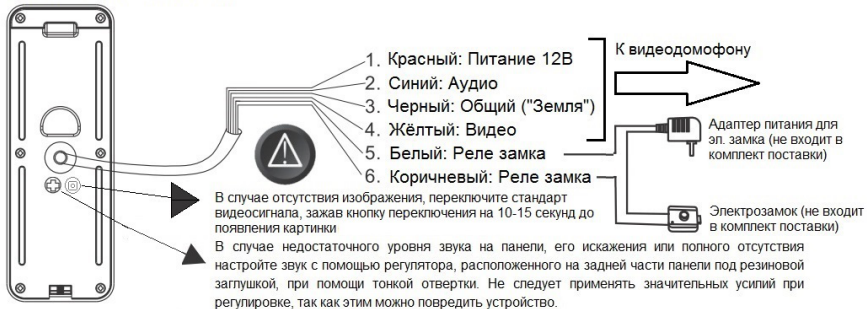 1. Красный: Питание 12В
2. Синий: Аудио
3. Черный: Общий ("Земля")
4. Жёлтый: Видео
5. Белый: Реле замка
6. Коричневый: Реле замка
К видеодомофону
Адаптер питания для
эл. замка (не входит в
комплект поставки)
Электрозамок (не входит
в комплект поставки)
В случае отсутствия изображения, переключите стандарт
видеосигнала, зажав кнопку переключения на 10-15 секунд до
появления картинки
В случае недостаточного уровня звука на панели, его искажения или полного отсутствия
настройте звук с помощью регулятора, расположенного на задней части панели под резиновой
заглушкой, при помощи тонкой отвертки. Не следует применять значительных усилий при
регулировке, так как этим можно повредить устройство.